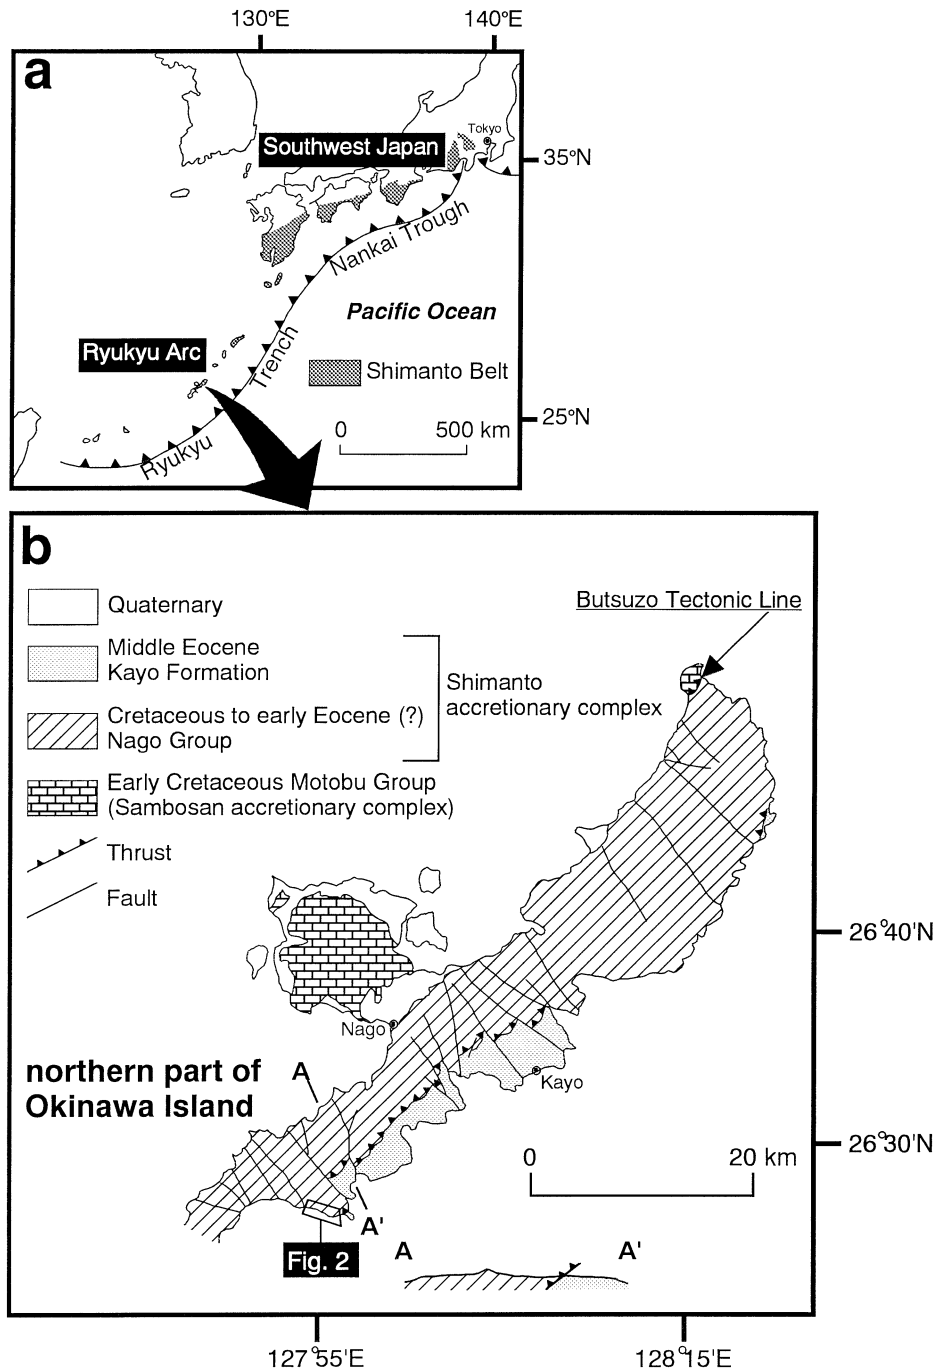 130°E
140°E
a
Tokyo
Southwest Japan
35°N
Nankai Trough
Pacific Ocean
Ryukyu Arc
Trench
Shimanto Belt
25°N
0
500 km
Ryukyu
b
Butsuzo Tectonic Line
Quaternary
Middle Eocene
Kayo Formation
Shimanto
accretionary complex
Cretaceous to early Eocene (?)
Nago Group
Early Cretaceous Motobu Group
(Sambosan accretionary complex)
Thrust
Fault
26°40'N
Nago
northern part of
Okinawa Island
A
Kayo
26°30'N
0
20 km
A'
Fig. 2
A
A'
127°55'E
128°15'E